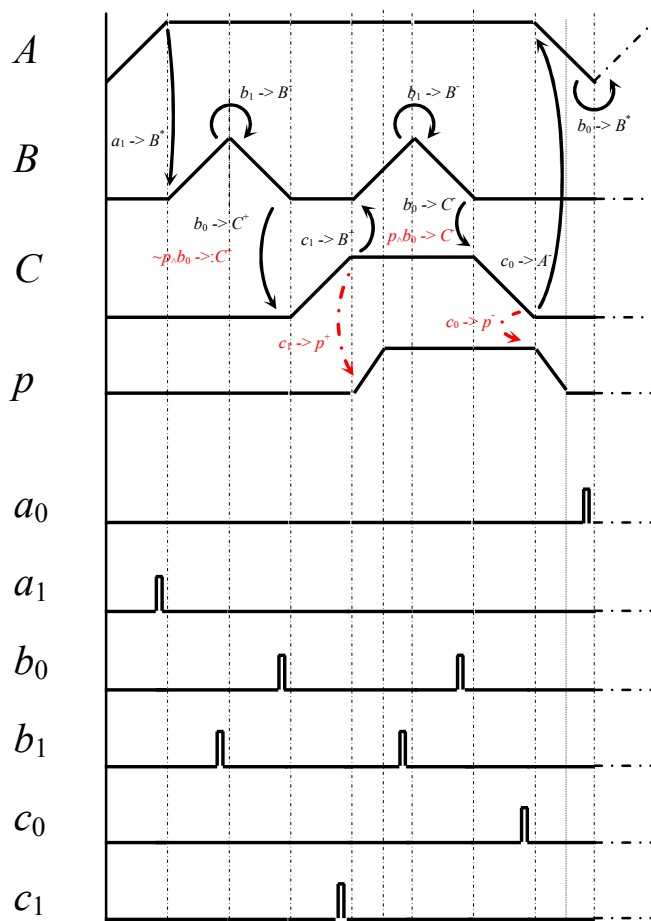 A
b₁ -> B⁻ b₁ -> B⁻
b₀ -> B*
a₁ -> B*
B
b₀ -> C⁺ b₀ -> C⁻
~p∧b₀ -> C⁺ c₁ -> B⁺ p∧b₀ -> C⁻ c₀ -> A⁻
C
c₁ -> p⁺ c₀ -> p⁻
p
a₀
a₁
b₀
b₁
c₀
c₁